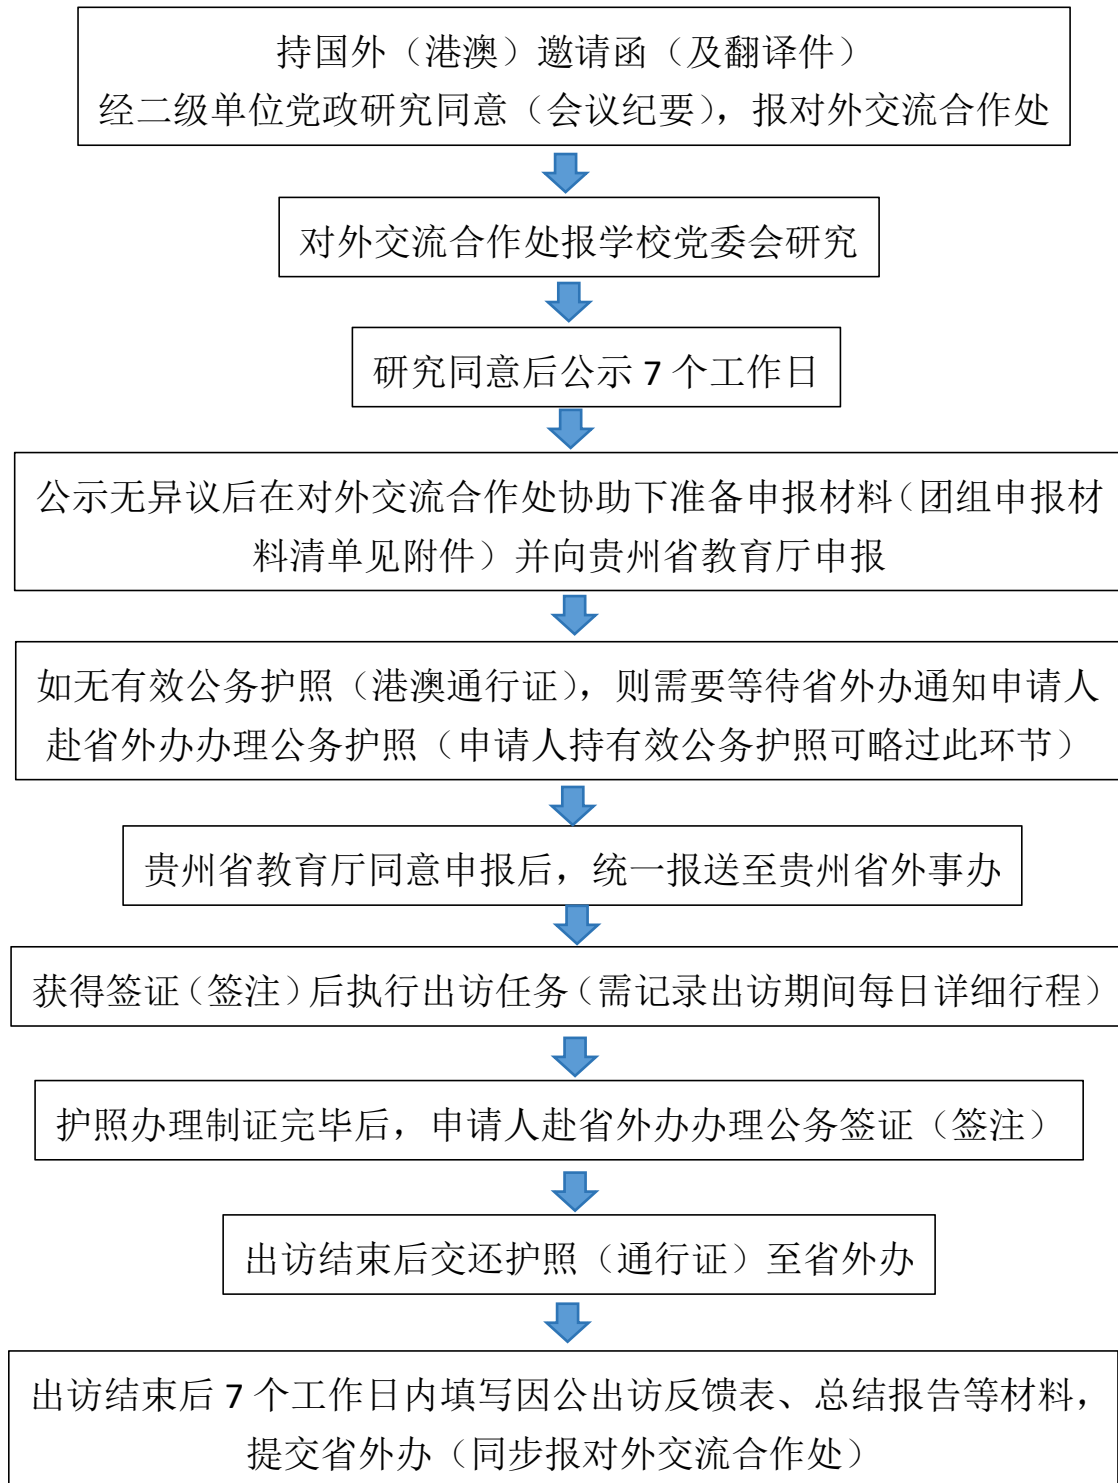 持国外（港澳）邀请函（及翻译件）
经二级单位党政研究同意（会议纪要），报对外交流合作处
对外交流合作处报学校党委会研究
研究同意后公示 7 个工作日
公示无异议后在对外交流合作处协助下准备申报材料（团组申报材
料清单见附件）并向贵州省教育厅申报
如无有效公务护照（港澳通行证），则需要等待省外办通知申请人
赴省外办办理公务护照（申请人持有效公务护照可略过此环节）
贵州省教育厅同意申报后，统一报送至贵州省外事办
获得签证（签注）后执行出访任务（需记录出访期间每日详细行程）
护照办理制证完毕后，申请人赴省外办办理公务签证（签注）
出访结束后交还护照（通行证）至省外办
出访结束后 7 个工作日内填写因公出访反馈表、总结报告等材料，
提交省外办（同步报对外交流合作处）